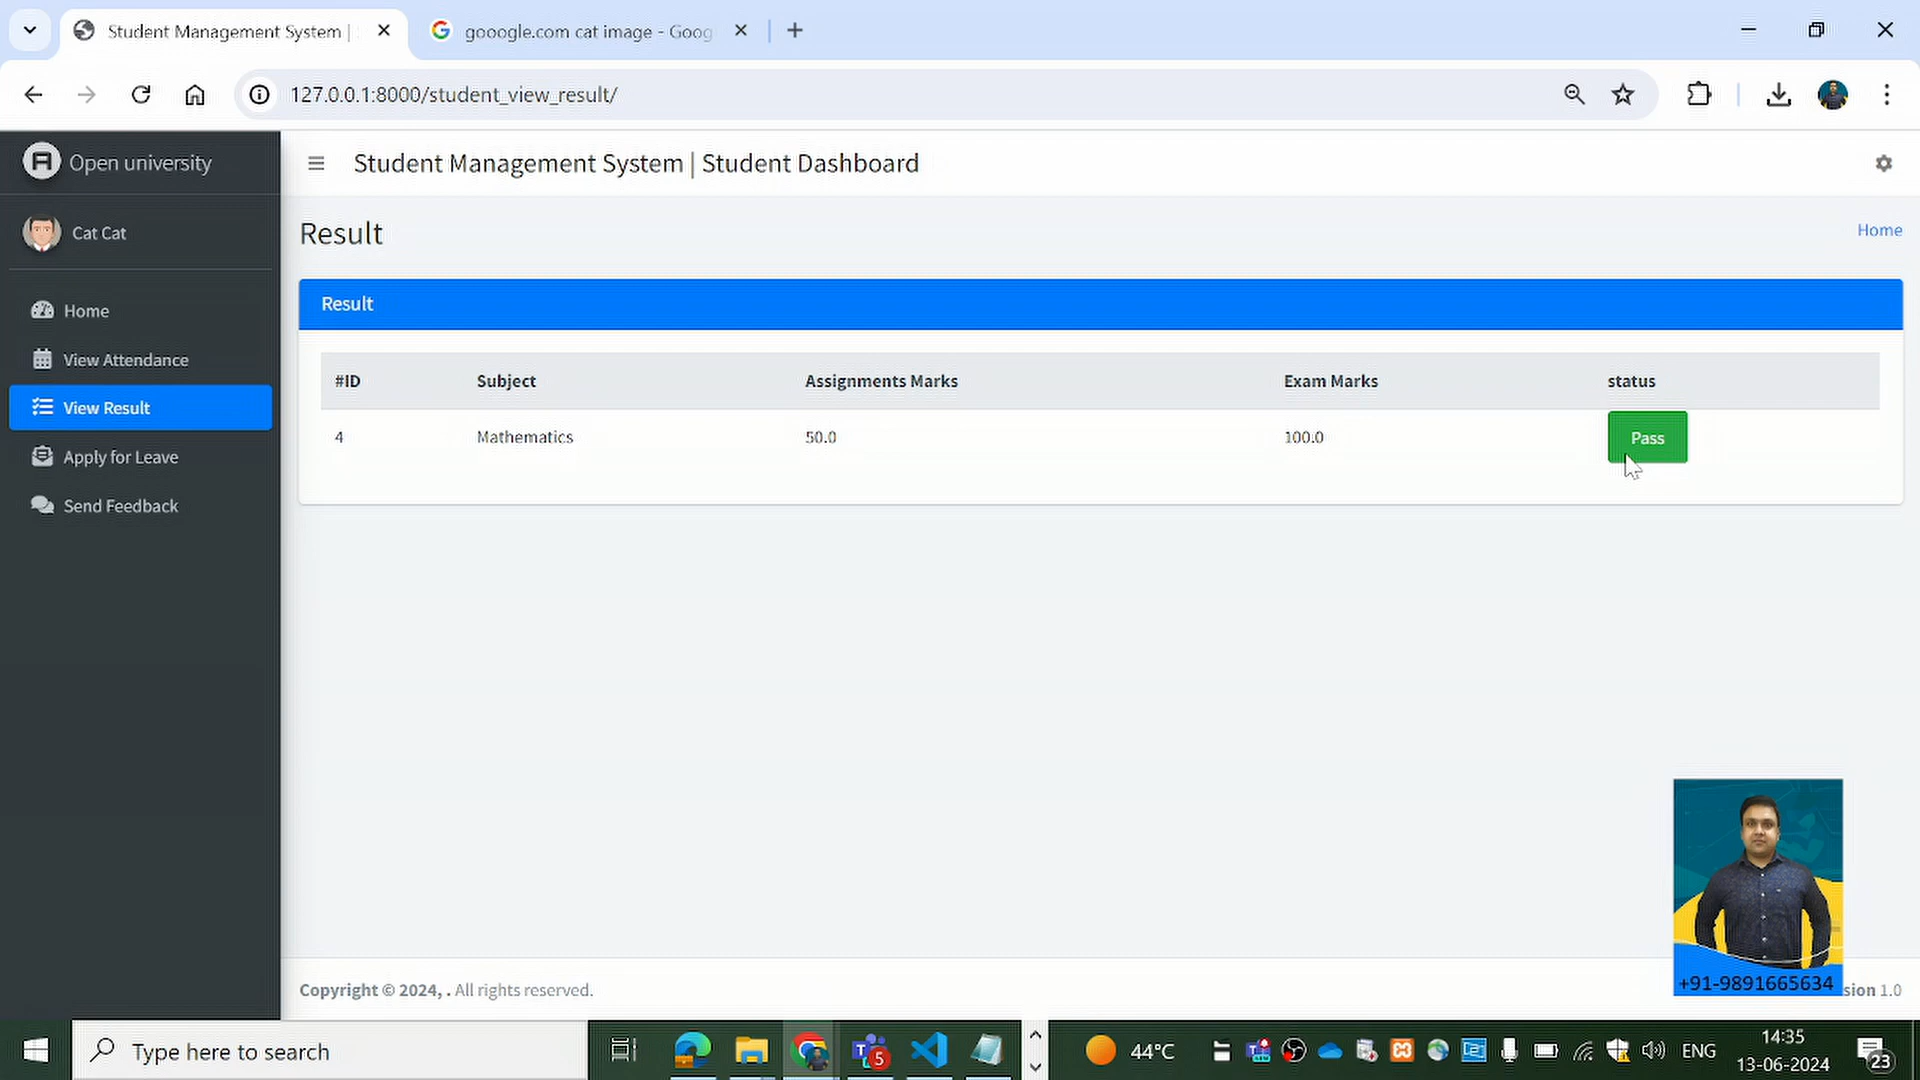 Student Management System |
gooogle.com cat image - Goog
127.0.0.1:8000/student_view_result/
Open university
Student Management System | Student Dashboard
Cat Cat
Result
Home
Home
View Attendance
View Result
Apply for Leave
Send Feedback
Result
#ID Subject Assignments Marks Exam Marks status
4 Mathematics 50.0 100.0 Pass
+91-9891665634
Copyright © 2024, . All rights reserved.
sion 1.0
Type here to search
5
44°C
ENG
14:35
13-06-2024
23